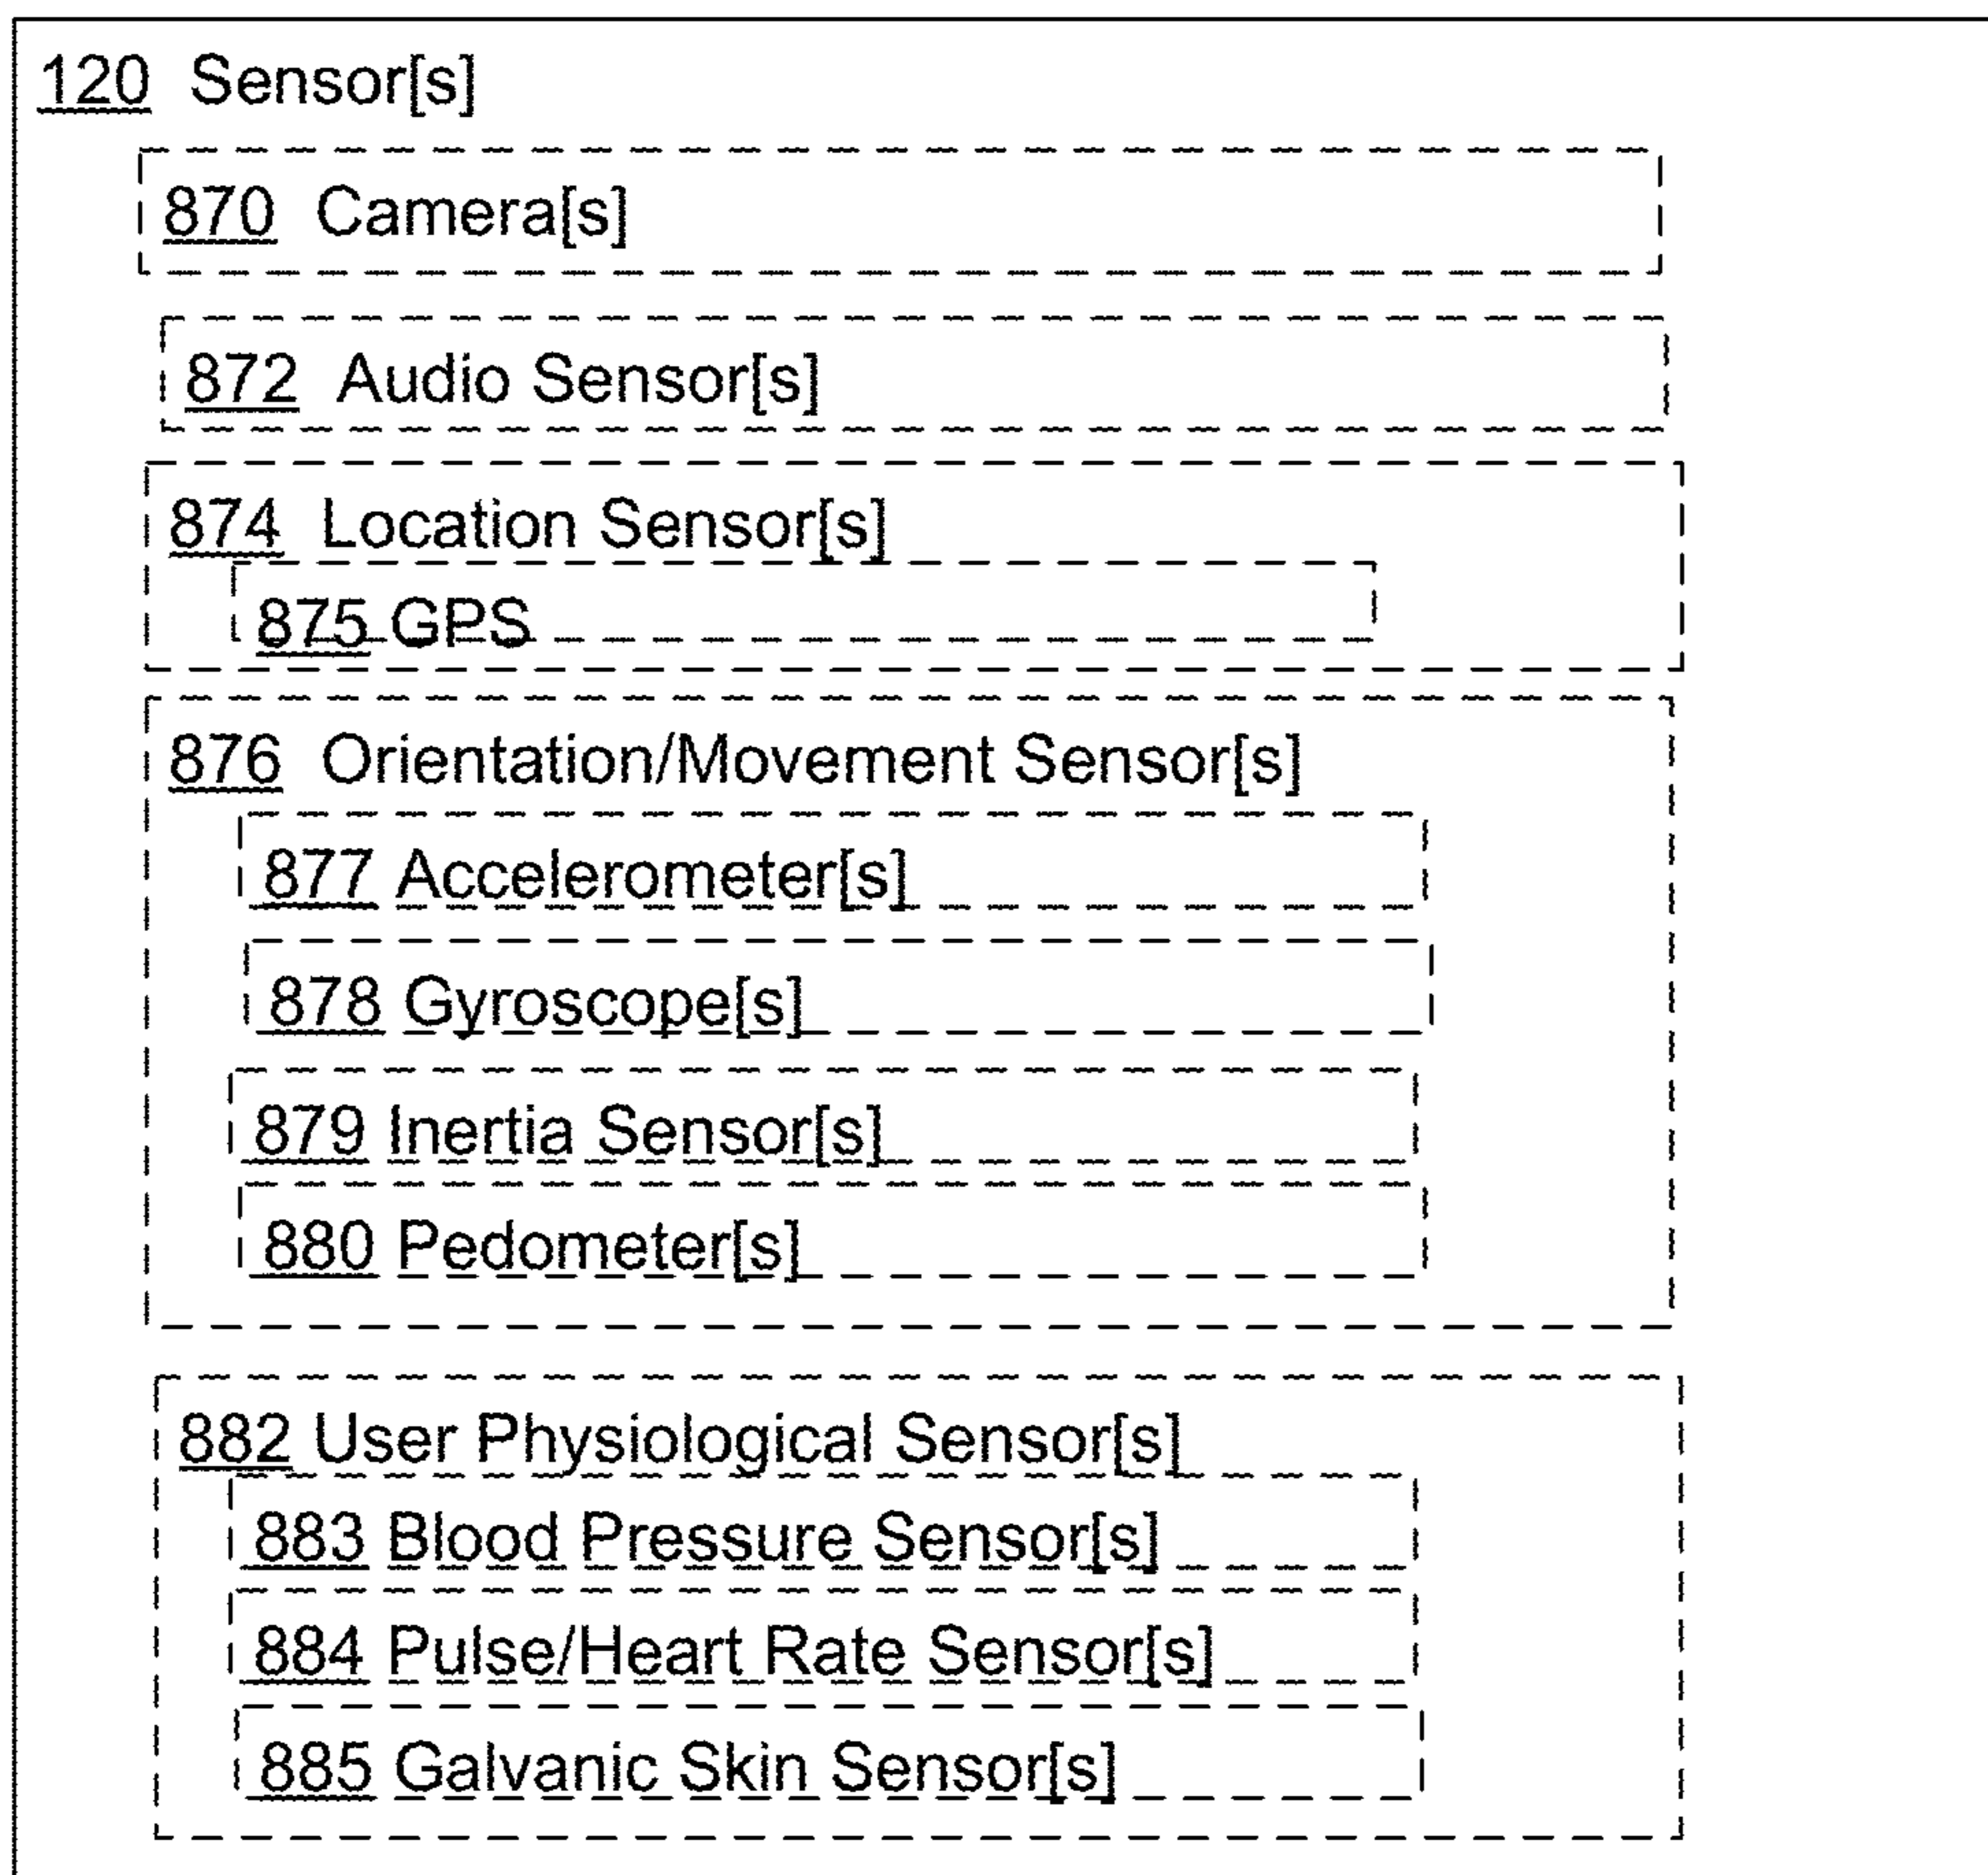 120 Sensor[s]
870 Camera[s]
872 Audio Sensor[s]
874 Location Sensor[s]
875 GPS
876 Orientation/Movement Sensor[s]
877 Accelerometer[s]
878 Gyroscope[s]
879 Inertia Sensor[s]
880 Pedometer[s]
882 User Physiological Sensor[s]
883 Blood Pressure Sensor[s]
884 Pulse/Heart Rate Sensor[s]
885 Galvanic Skin Sensor[s]